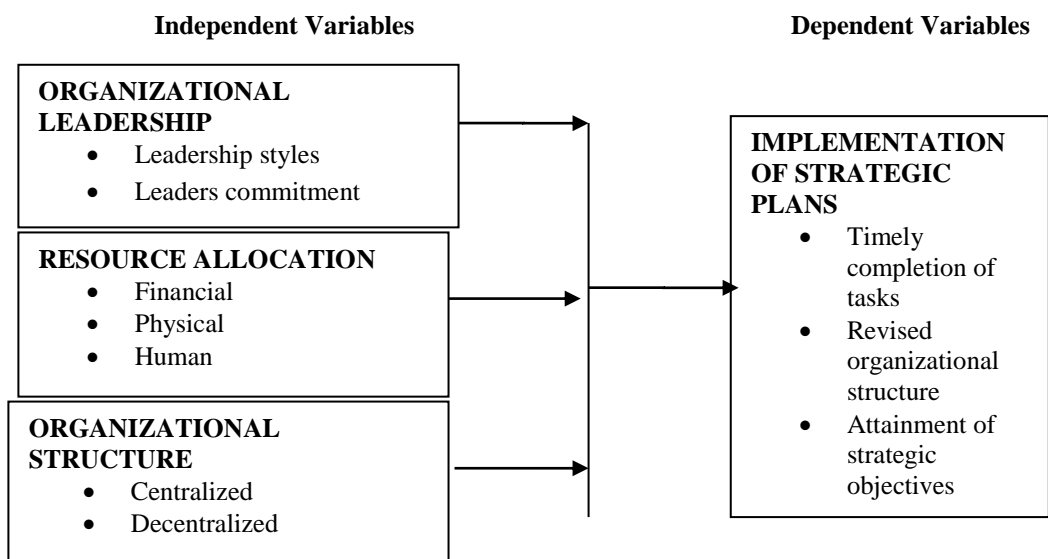 Independent Variables
Dependent Variables
ORGANIZATIONAL
LEADERSHIP
• Leadership styles
• Leaders commitment
RESOURCE ALLOCATION
• Financial
• Physical
• Human
ORGANIZATIONAL
STRUCTURE
• Centralized
• Decentralized
IMPLEMENTATION
OF STRATEGIC
PLANS
• Timely
completion of
tasks
• Revised
organizational
structure
• Attainment of
strategic
objectives